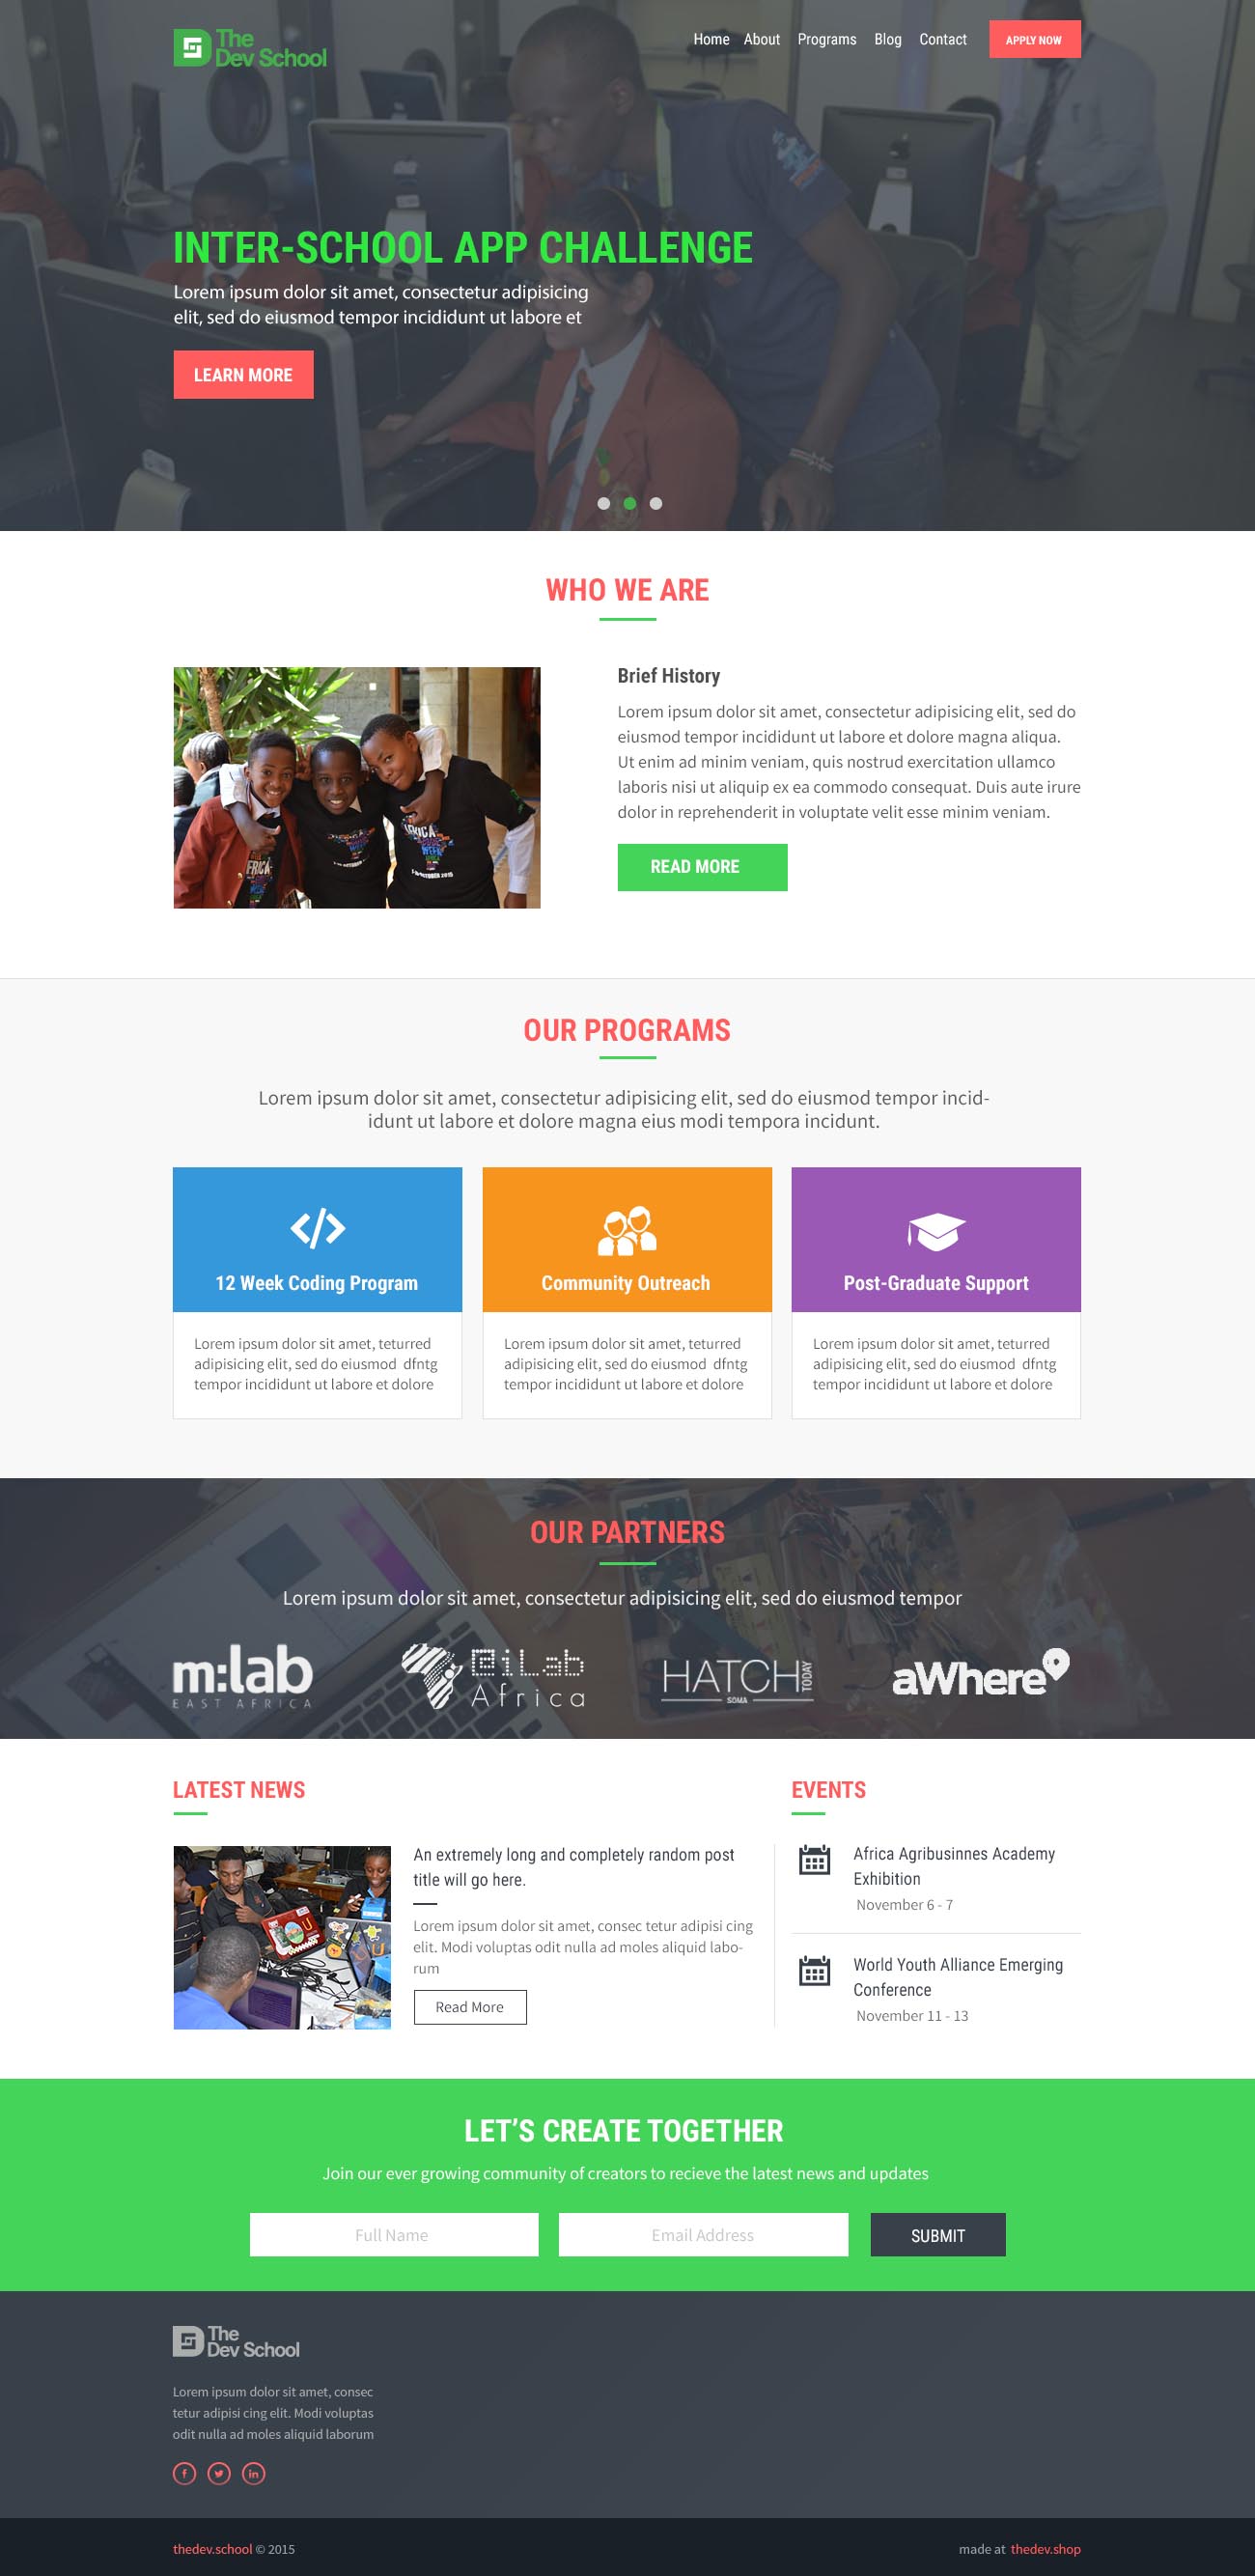 The
Dev School
Home About Programs Blog Contact APPLY NOW
INTER-SCHOOL APP CHALLENGE
Lorem ipsum dolor sit amet, consectetur adipisicing
elit, sed do eiusmod tempor incididunt ut labore et
LEARN MORE
WHO WE ARE
Brief History
Lorem ipsum dolor sit amet, consectetur adipisicing elit, sed do
eiusmod tempor incididunt ut labore et dolore magna aliqua.
Ut enim ad minim veniam, quis nostrud exercitation ullamco
laboris nisi ut aliquip ex ea commodo consequat. Duis aute irure
dolor in reprehenderit in voluptate velit esse minim veniam.
READ MORE
OUR PROGRAMS
Lorem ipsum dolor sit amet, consectetur adipisicing elit, sed do eiusmod tempor incid-
idunt ut labore et dolore magna eius modi tempora incidunt.
12 Week Coding Program
Lorem ipsum dolor sit amet, teturred
adipisicing elit, sed do eiusmod dfntg
tempor incididunt ut labore et dolore
Community Outreach
Lorem ipsum dolor sit amet, teturred
adipisicing elit, sed do eiusmod dfntg
tempor incididunt ut labore et dolore
Post-Graduate Support
Lorem ipsum dolor sit amet, teturred
adipisicing elit, sed do eiusmod dfntg
tempor incididunt ut labore et dolore
OUR PARTNERS
Lorem ipsum dolor sit amet, consectetur adipisicing elit, sed do eiusmod tempor
m:lab
EAST AFRICA
@iLab
Africa
HATCH
TODAY
SOMA
aWhere
LATEST NEWS
An extremely long and completely random post
title will go here.
Lorem ipsum dolor sit amet, consec tetur adipisi cing
elit. Modi voluptas odit nulla ad moles aliquid labo-
rum
Read More
EVENTS
Africa Agribusinnes Academy
Exhibition
November 6 - 7
World Youth Alliance Emerging
Conference
November 11 - 13
LET'S CREATE TOGETHER
Join our ever growing community of creators to recieve the latest news and updates
Full Name
Email Address
SUBMIT
The
Dev School
Lorem ipsum dolor sit amet, consec
tetur adipisi cing elit. Modi voluptas
odit nulla ad moles aliquid laborum
thedev.school © 2015
made at thedev.shop